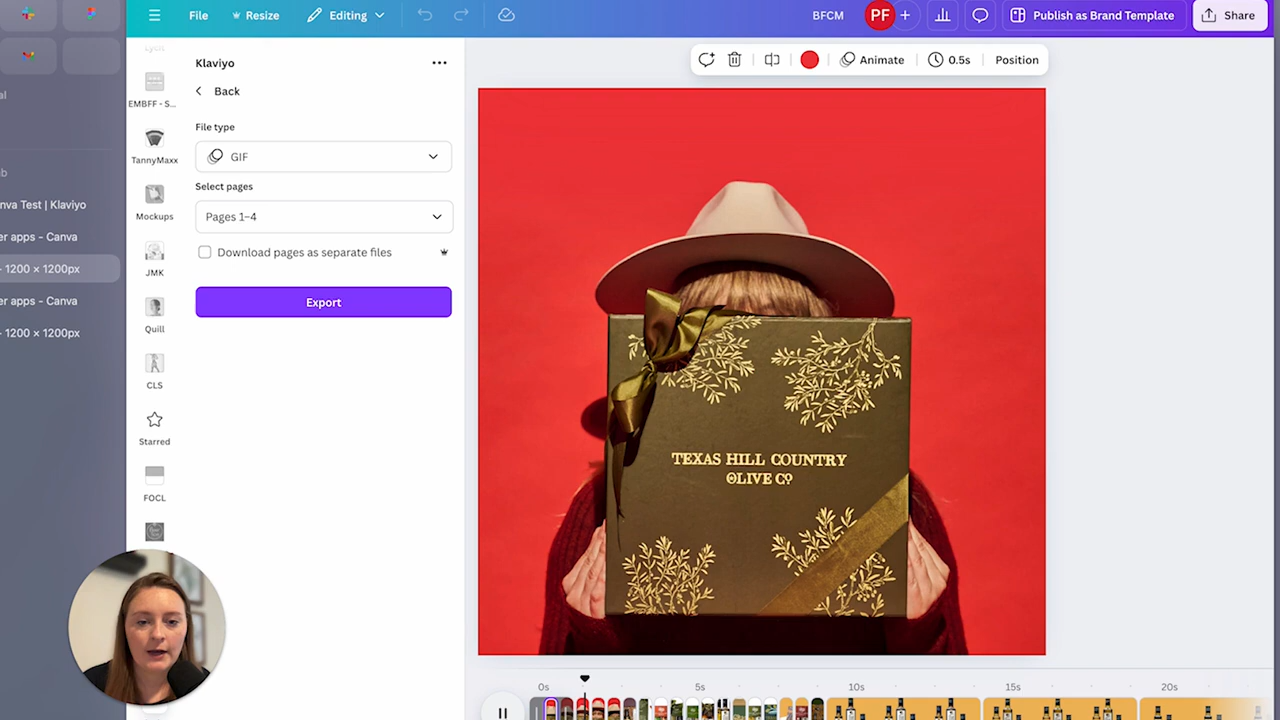 File
Resize
Editing
BFCM
PF
+
Publish as Brand Template
Share
Klaviyo
Back
File type
GIF
Select pages
Pages 1–4
Download pages as separate files
Export
EMBFF - S...
TannyMaxx
Mockups
JMK
Quill
CLS
Starred
FOCL
al
nva Test | Klaviyo
er apps - Canva
- 1200 × 1200px
er apps - Canva
- 1200 × 1200px
Animate
0.5s
Position
TEXAS HILL COUNTRY
OLIVE CO
0s
5s
10s
15s
20s